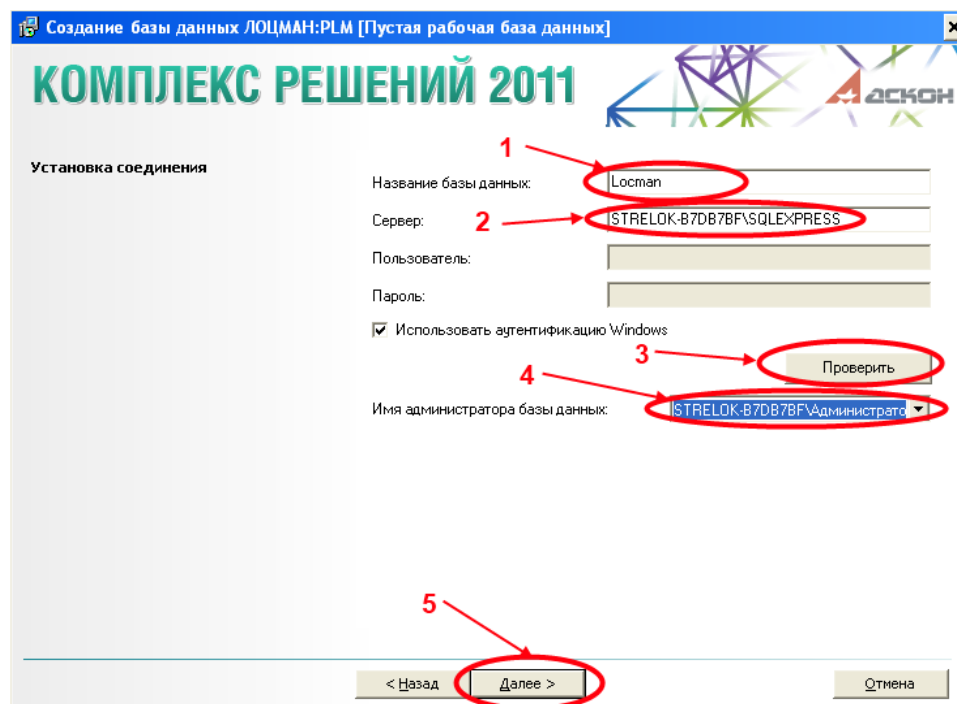 Создание базы данных ЛОЦМАН:PLM [Пустая рабочая база данных]
КОМПЛЕКС РЕШЕНИЙ 2011
АСКОН
Установка соединения
1
Название базы данных:
Locman
2
Сервер:
STRELOK-B7DB7BF\SQLEXPRESS
Пользователь:
Пароль:
Использовать аутентификацию Windows
3
Проверить
4
Имя администратора базы данных:
STRELOK-B7DB7BF\Администрато
5
< Назад
Далее >
Отмена